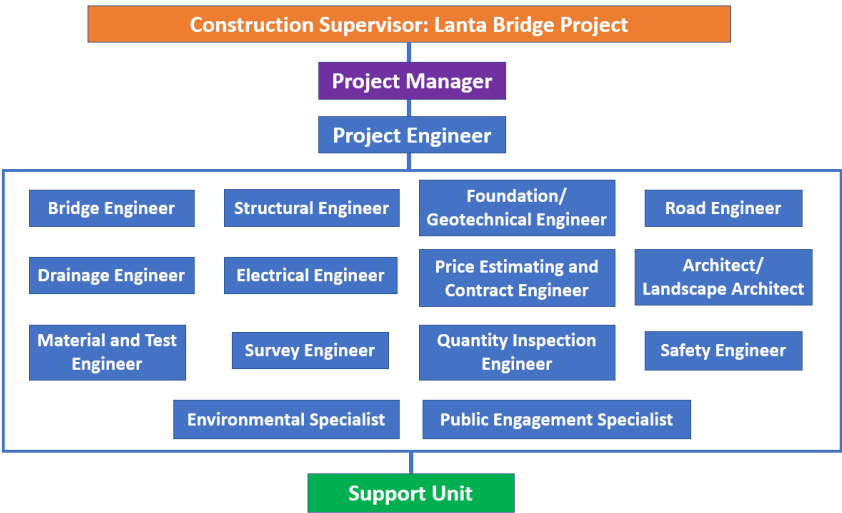 Construction Supervisor: Lanta Bridge Project
Project Manager
Project Engineer
Bridge Engineer
Structural Engineer
Foundation/
Geotechnical Engineer
Road Engineer
Drainage Engineer
Electrical Engineer
Price Estimating and
Contract Engineer
Architect/
Landscape Architect
Material and Test
Engineer
Survey Engineer
Quantity Inspection
Engineer
Safety Engineer
Environmental Specialist
Public Engagement Specialist
Support Unit